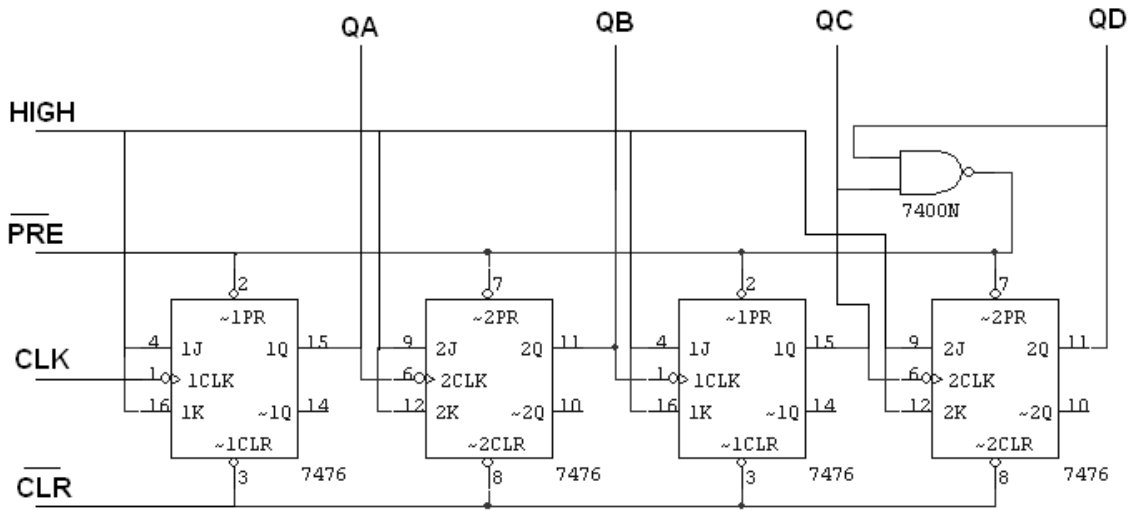 QA QB QC QD
HIGH
7400N
PRE
2 7 2 7
~1PR ~2PR ~1PR ~2PR
4 1J 1Q 15 9 2J 2Q 11 4 1J 1Q 15 9 2J 2Q 11
CLK 1 1CLK 6 2CLK 1 1CLK 6 2CLK
16 1K ~1Q 14 12 2K ~2Q 10 16 1K ~1Q 14 12 2K ~2Q 10
~1CLR ~2CLR ~1CLR ~2CLR
3 7476 8 7476 3 7476 8 7476
CLR